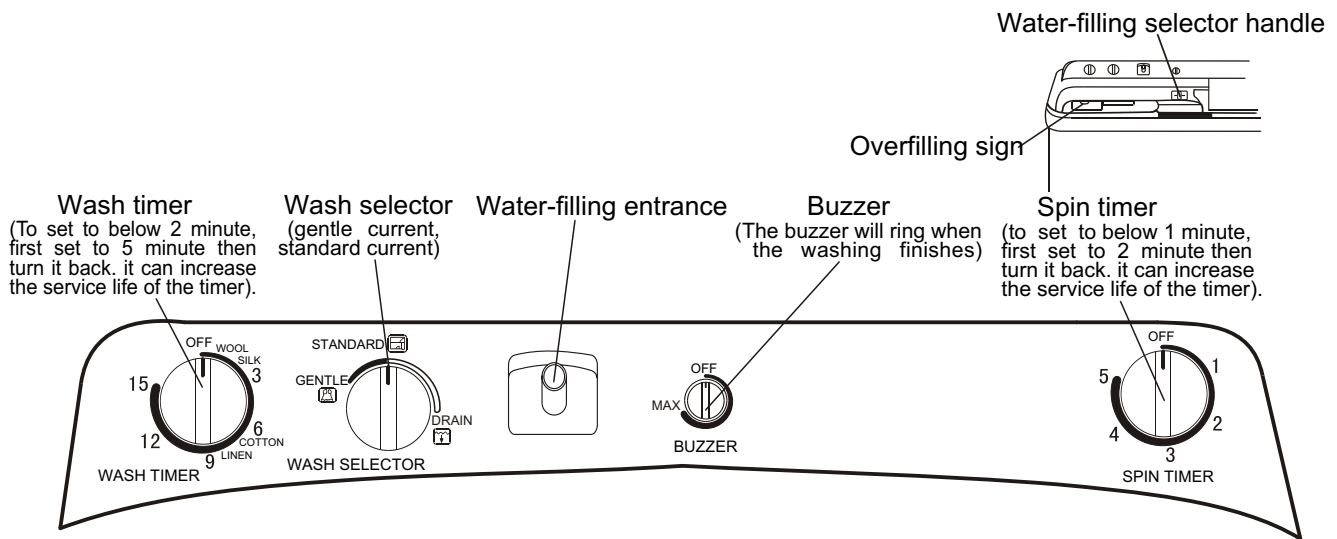 Water-filling selector handle
Overfilling sign
Wash timer
(To set to below 2 minute,
first set to 5 minute then
turn it back. it can increase
the service life of the timer).
Wash selector
(gentle current,
standard current)
Water-filling entrance
Buzzer
(The buzzer will ring when
the washing finishes)
Spin timer
(to set to below 1 minute,
first set to 2 minute then
turn it back. it can increase
the service life of the timer).
OFF
WOOL
SILK
3
6
COTTON
LINEN
9
12
15
WASH TIMER
STANDARD
GENTLE
DRAIN
WASH SELECTOR
OFF
MAX
BUZZER
OFF
1
2
3
4
5
SPIN TIMER